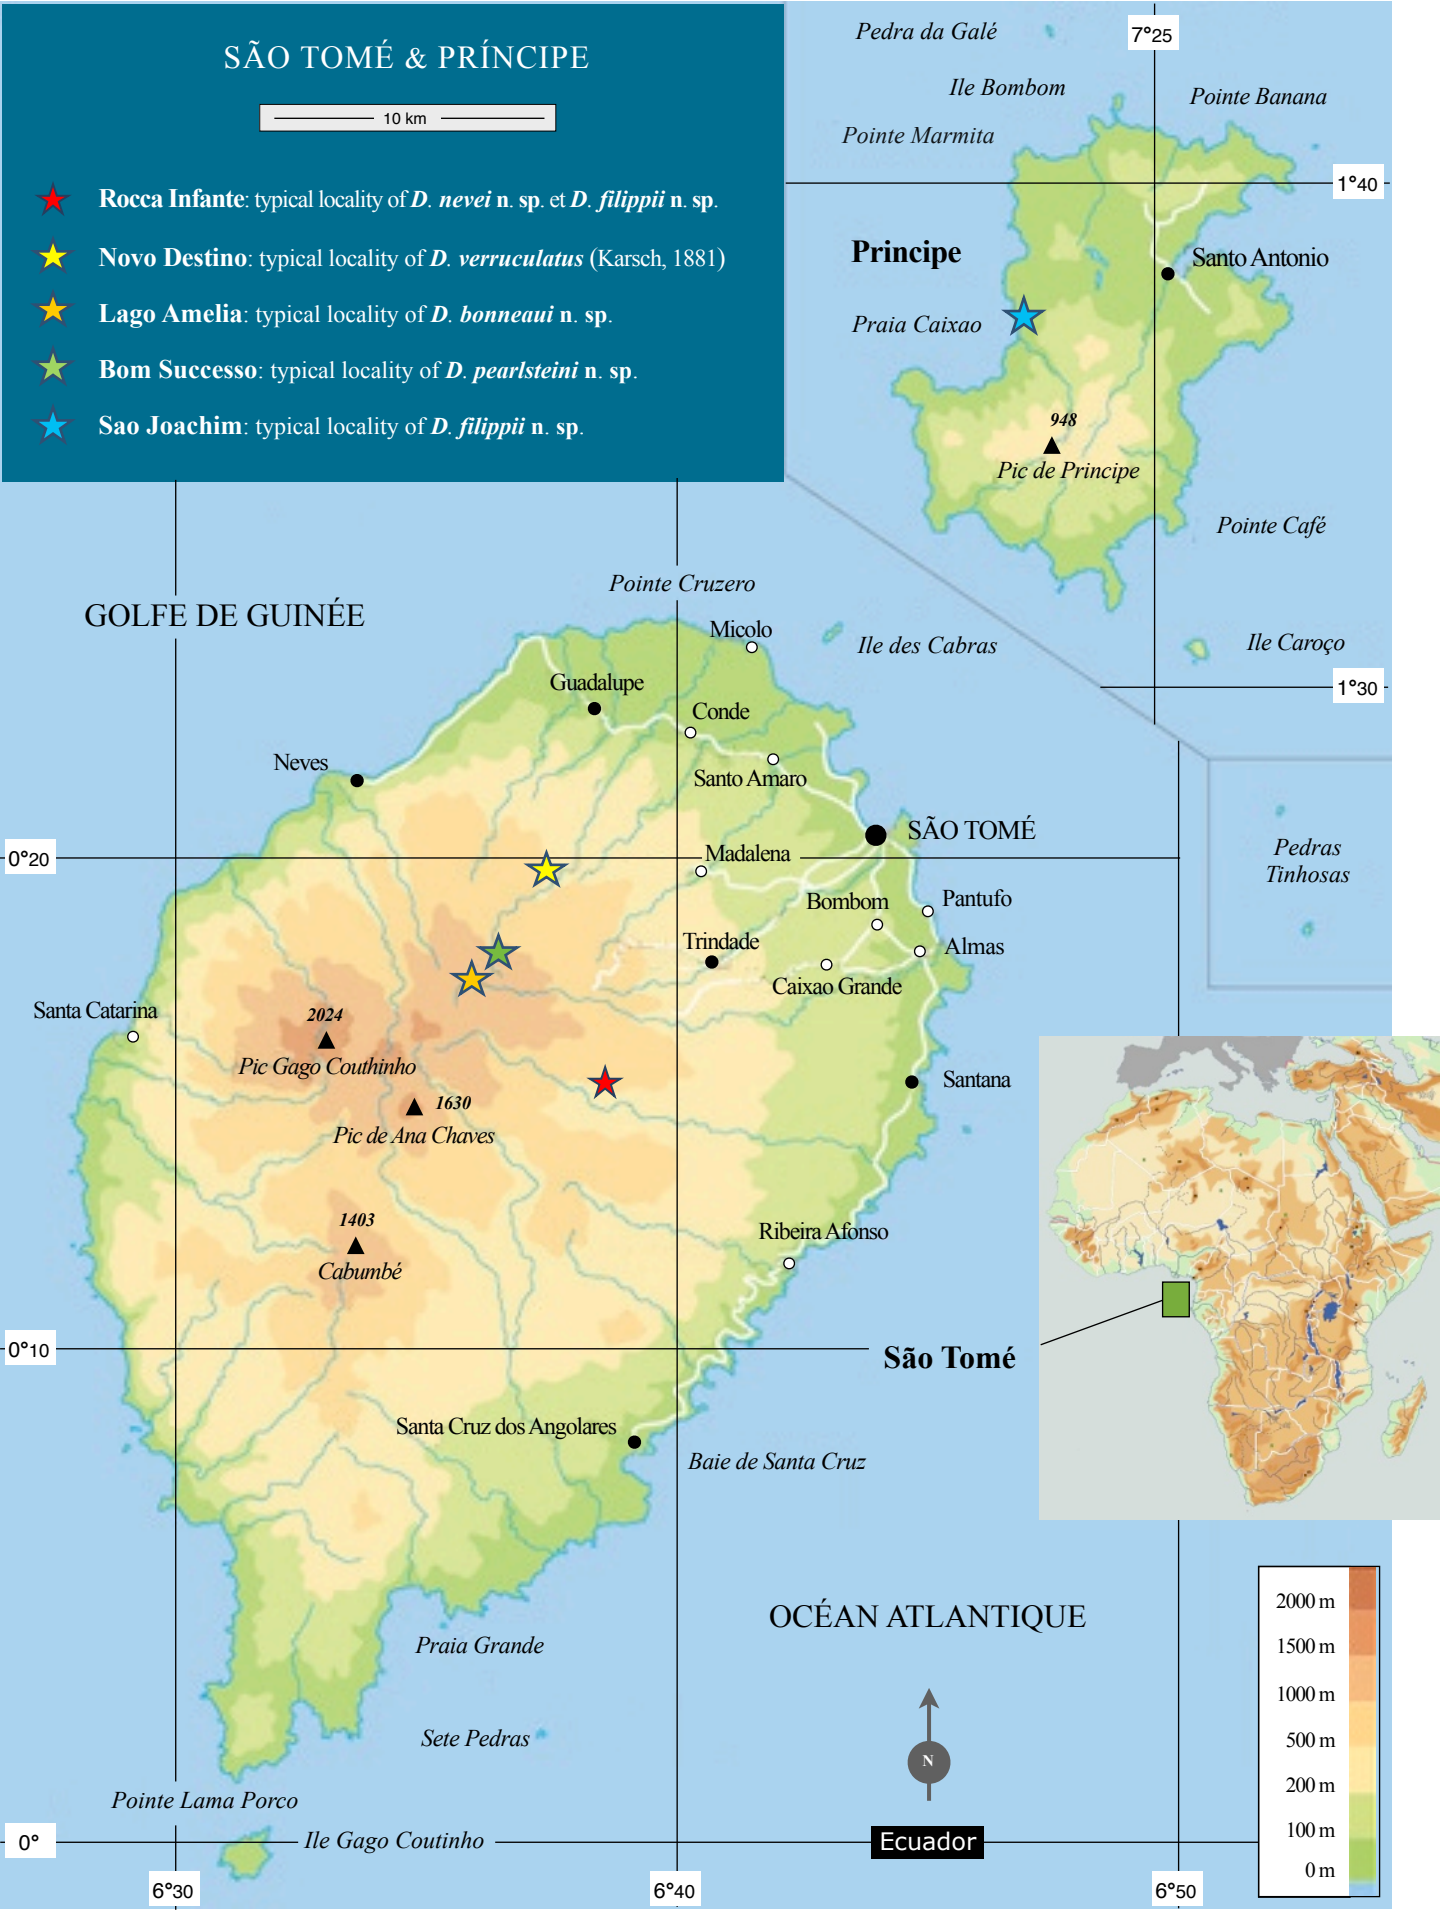 SÃO TOMÉ & PRÍNCIPE
10 km
Rocca Infante: typical locality of D. nevei n. sp. et D. filippii n. sp.
Novo Destino: typical locality of D. verruculatus (Karsch, 1881)
Lago Amelia: typical locality of D. bonneaui n. sp.
Bom Successo: typical locality of D. pearlsteini n. sp.
Sao Joachim: typical locality of D. filippii n. sp.
Pedra da Galé
7°25
Ile Bombom
Pointe Banana
Pointe Marmita
1°40
Principe
Santo Antonio
Praia Caixao
948
Pic de Principe
Pointe Café
Ile Caroço
1°30
Pointe Cruzero
GOLFE DE GUINÉE
Micolo
Ile des Cabras
Guadalupe
Conde
Neves
Santo Amaro
SÃO TOMÉ
0°20
Madalena
Pedras
Tinhosas
Bombom
Pantufo
Trindade
Almas
Caixao Grande
Santa Catarina
2024
Pic Gago Couthinho
Santana
1630
Pic de Ana Chaves
1403
Cabumbé
Ribeira Afonso
0°10
São Tomé
Santa Cruz dos Angolares
Baie de Santa Cruz
OCÉAN ATLANTIQUE
2000 m
1500 m
1000 m
500 m
200 m
100 m
0 m
Praia Grande
Sete Pedras
N
Pointe Lama Porco
0°
Ile Gago Coutinho
Ecuador
6°30
6°40
6°50